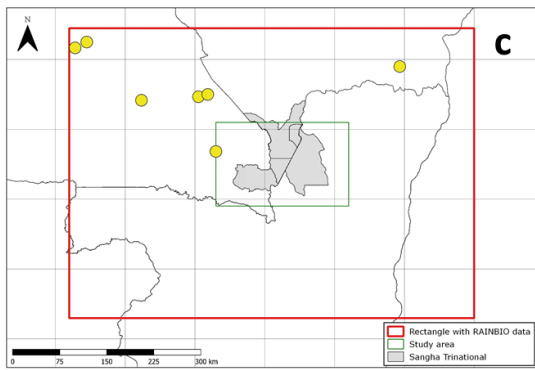 N
C
Rectangle with RAINBIO data
Study area
Sangha Trinational
0 75 150 225 300 km